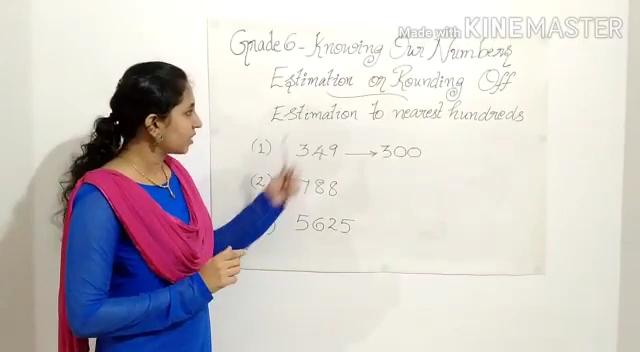 Made with KINEMASTER
Grade 6 - Knowing Our Numbers
Estimation or Rounding Off
Estimation to nearest hundreds
(1) 349 → 300
(2) 788
5625